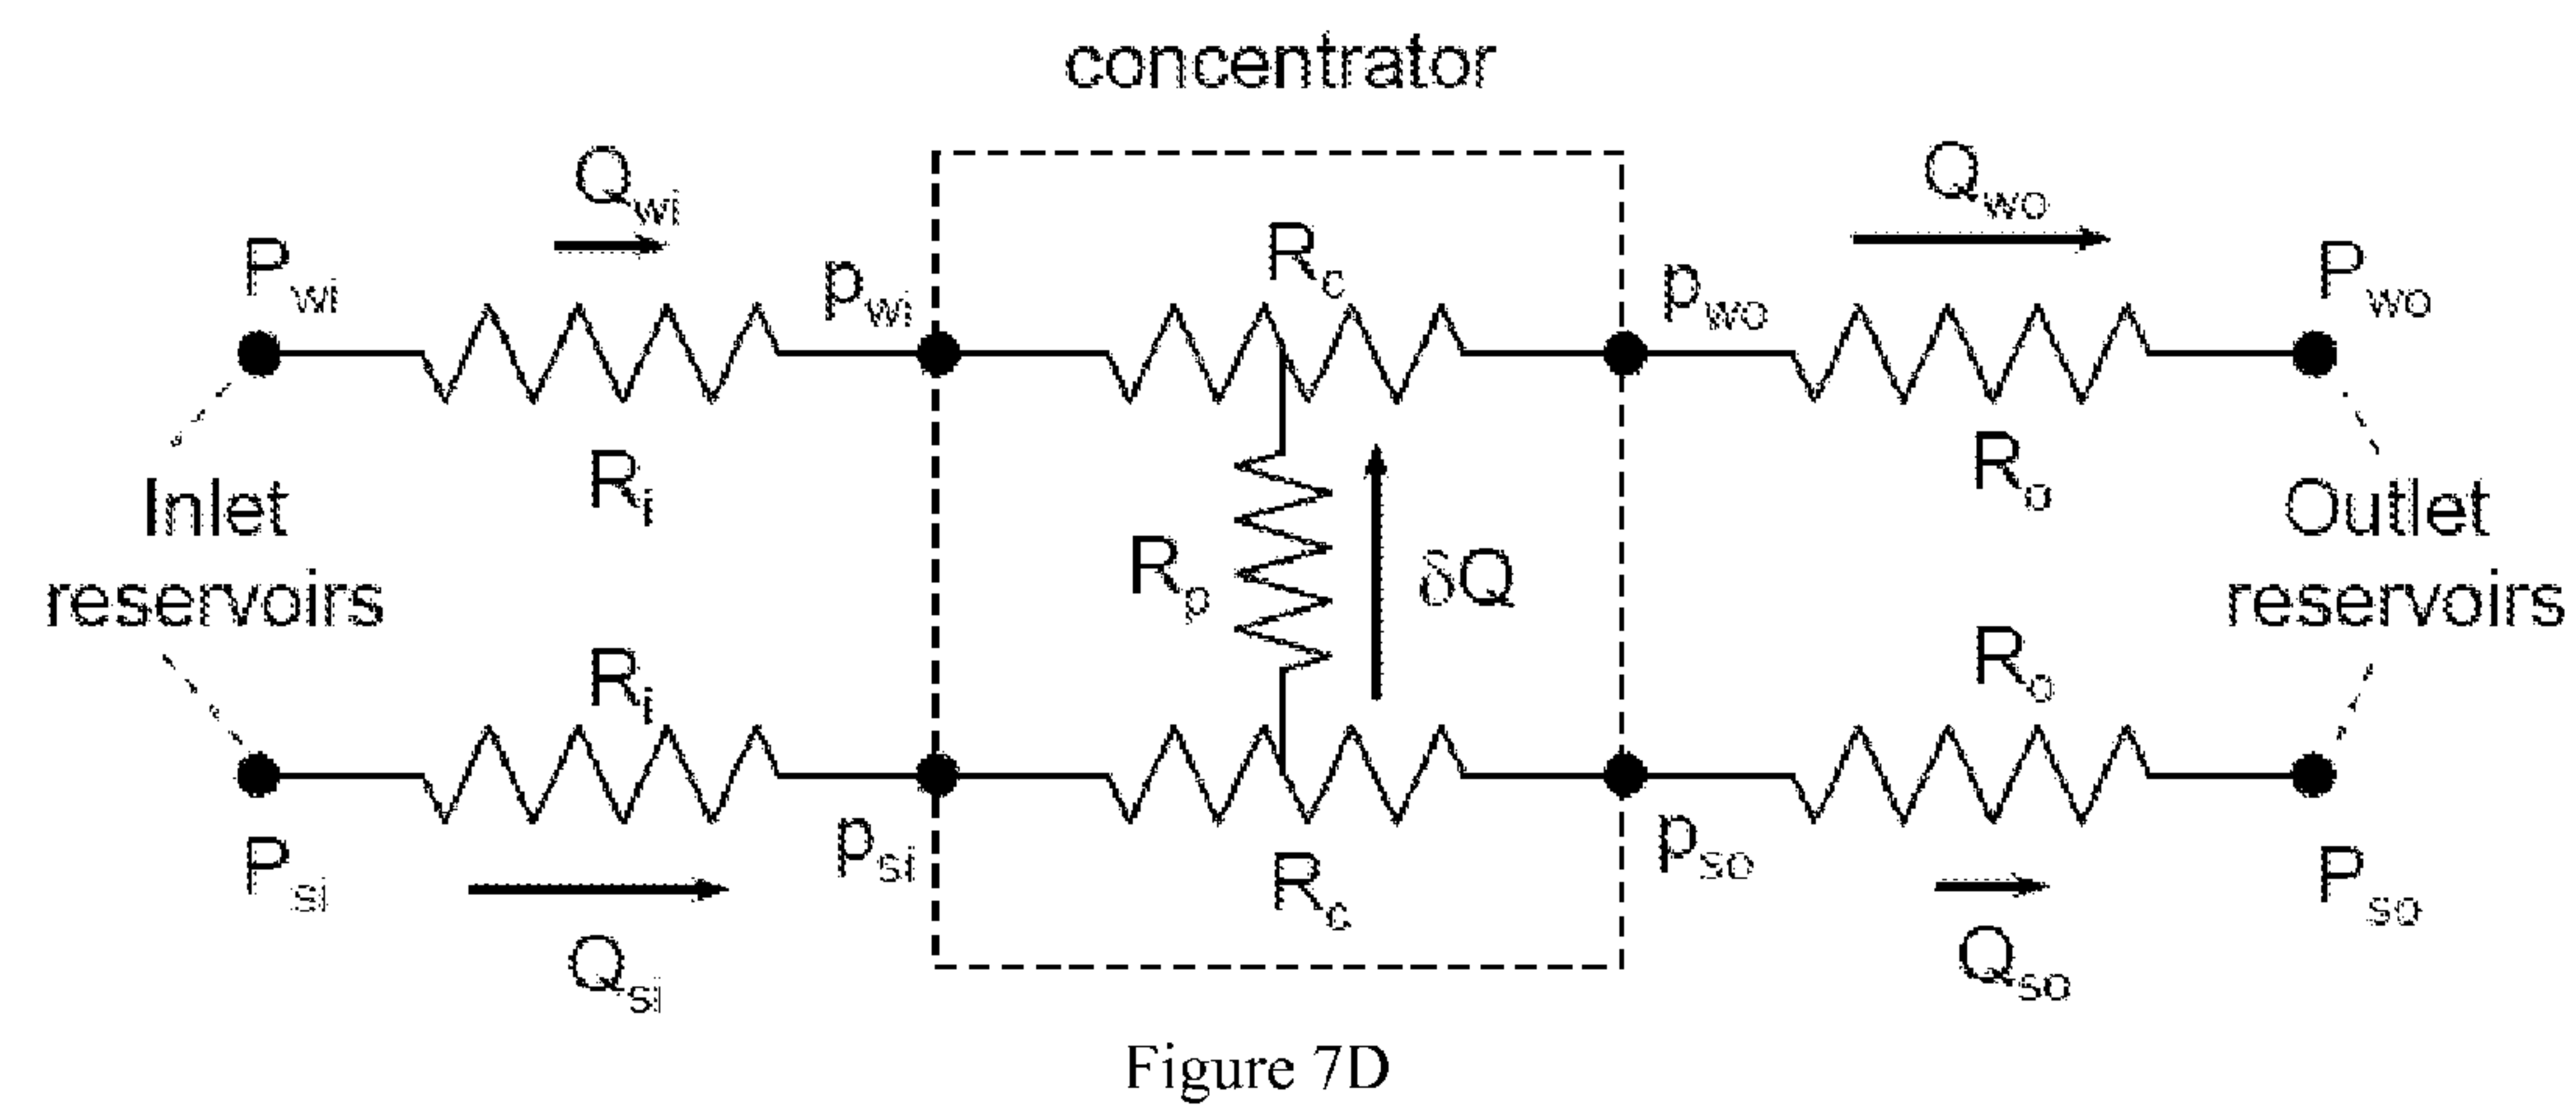 concentrator
Q_wi
Q_wo
P_wi
p_wi
R_c
p_wo
P_wo
R_i
R_o
Inlet
reservoirs
R_p
δQ
Outlet
reservoirs
R_i
R_o
P_si
p_si
R_c
p_so
P_so
Q_si
Q_so
Figure 7D